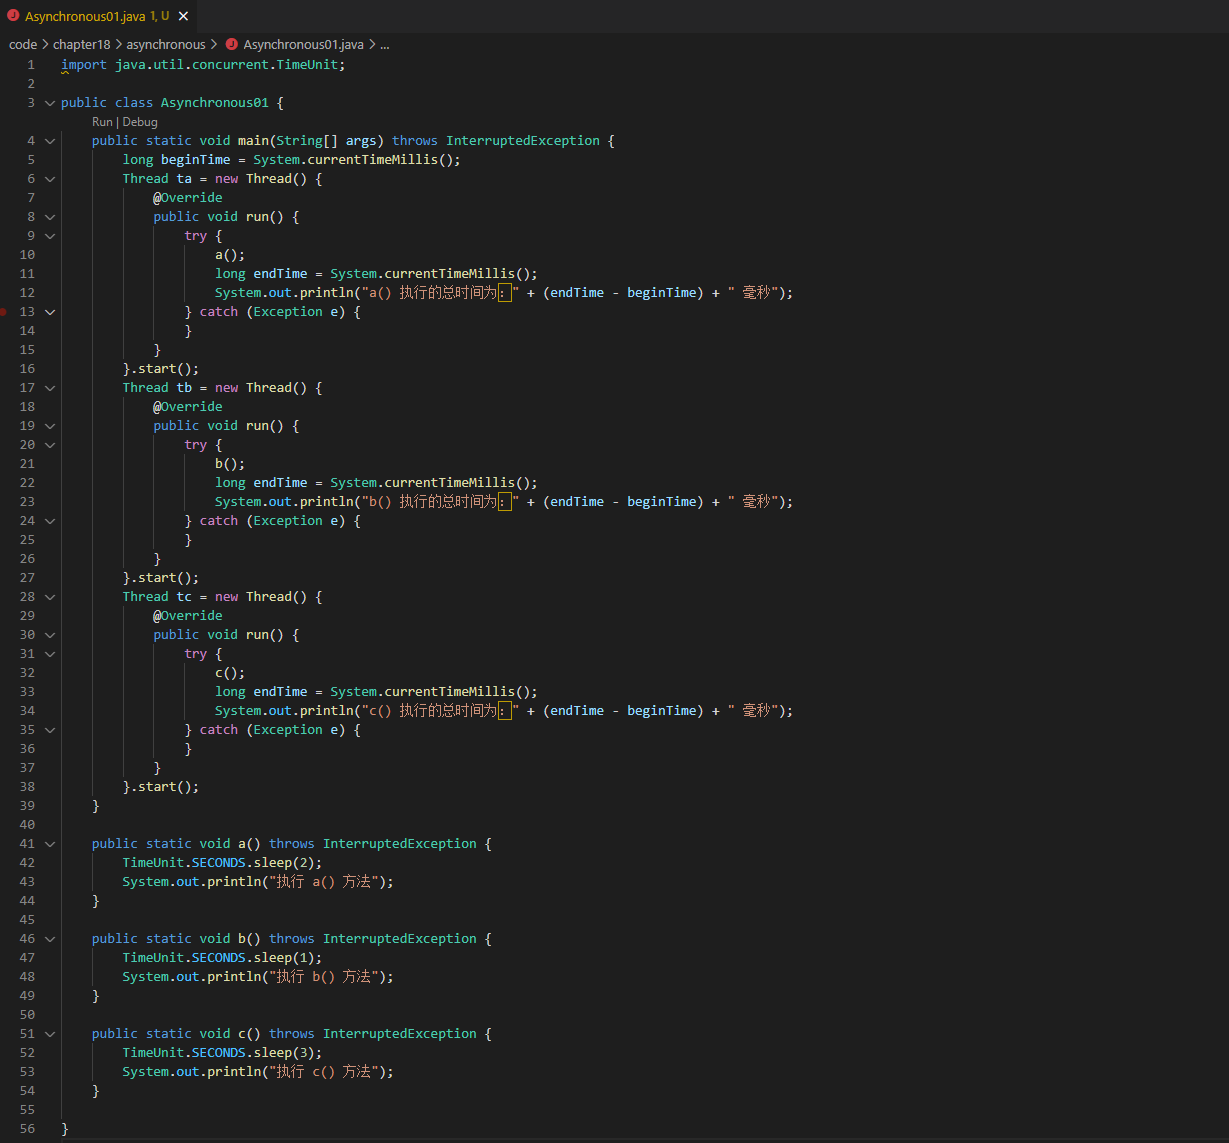 Asynchronous01.java 1, U
code > chapter18 > asynchronous > Asynchronous01.java > ...
1 import java.util.concurrent.TimeUnit;
2
3 public class Asynchronous01 {
Run | Debug
4 public static void main(String[] args) throws InterruptedException {
5 long beginTime = System.currentTimeMillis();
6 Thread ta = new Thread() {
7 @Override
8 public void run() {
9 try {
10 a();
11 long endTime = System.currentTimeMillis();
12 System.out.println("a() 执行的总时间为：" + (endTime - beginTime) + " 毫秒");
13 } catch (Exception e) {
14 }
15 }
16 }.start();
17 Thread tb = new Thread() {
18 @Override
19 public void run() {
20 try {
21 b();
22 long endTime = System.currentTimeMillis();
23 System.out.println("b() 执行的总时间为：" + (endTime - beginTime) + " 毫秒");
24 } catch (Exception e) {
25 }
26 }
27 }.start();
28 Thread tc = new Thread() {
29 @Override
30 public void run() {
31 try {
32 c();
33 long endTime = System.currentTimeMillis();
34 System.out.println("c() 执行的总时间为：" + (endTime - beginTime) + " 毫秒");
35 } catch (Exception e) {
36 }
37 }
38 }.start();
39 }
40
41 public static void a() throws InterruptedException {
42 TimeUnit.SECONDS.sleep(2);
43 System.out.println("执行 a() 方法");
44 }
45
46 public static void b() throws InterruptedException {
47 TimeUnit.SECONDS.sleep(1);
48 System.out.println("执行 b() 方法");
49 }
50
51 public static void c() throws InterruptedException {
52 TimeUnit.SECONDS.sleep(3);
53 System.out.println("执行 c() 方法");
54 }
55
56 }